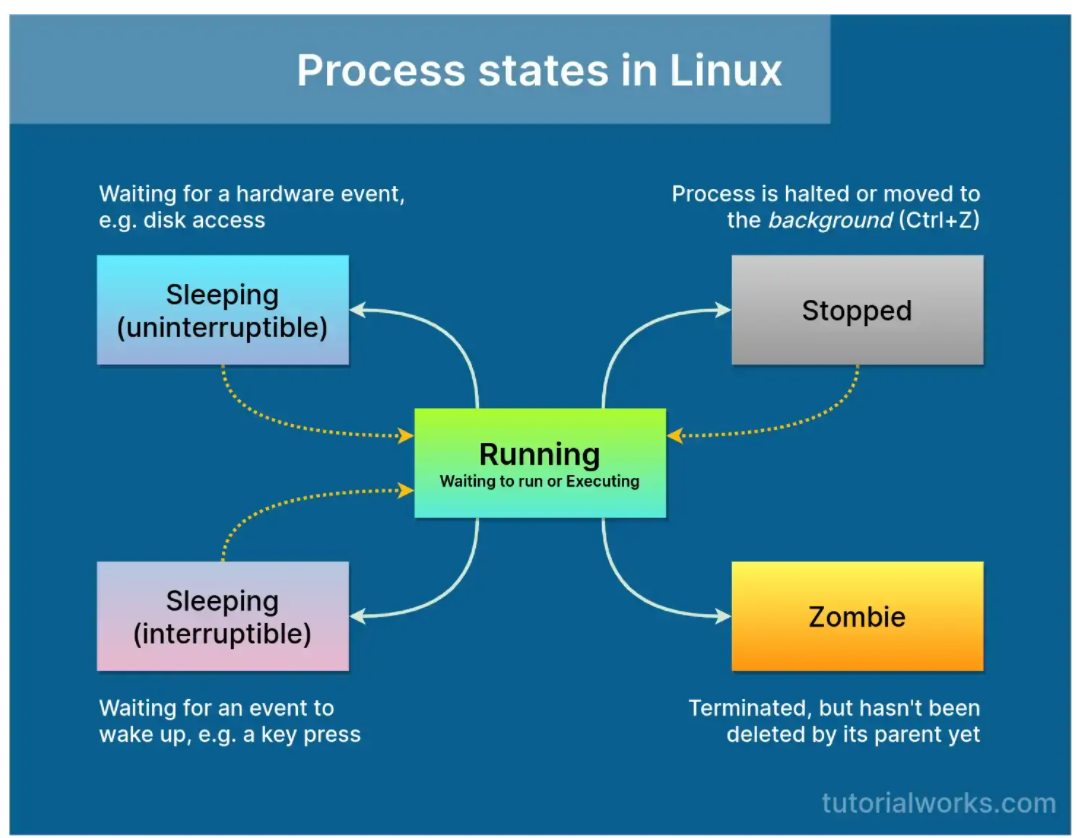 Process states in Linux
Waiting for a hardware event,
e.g. disk access
Process is halted or moved to
the background (Ctrl+Z)
Sleeping
(uninterruptible)
Stopped
Running
Waiting to run or Executing
Sleeping
(interruptible)
Zombie
Waiting for an event to
wake up, e.g. a key press
Terminated, but hasn't been
deleted by its parent yet
tutorialworks.com